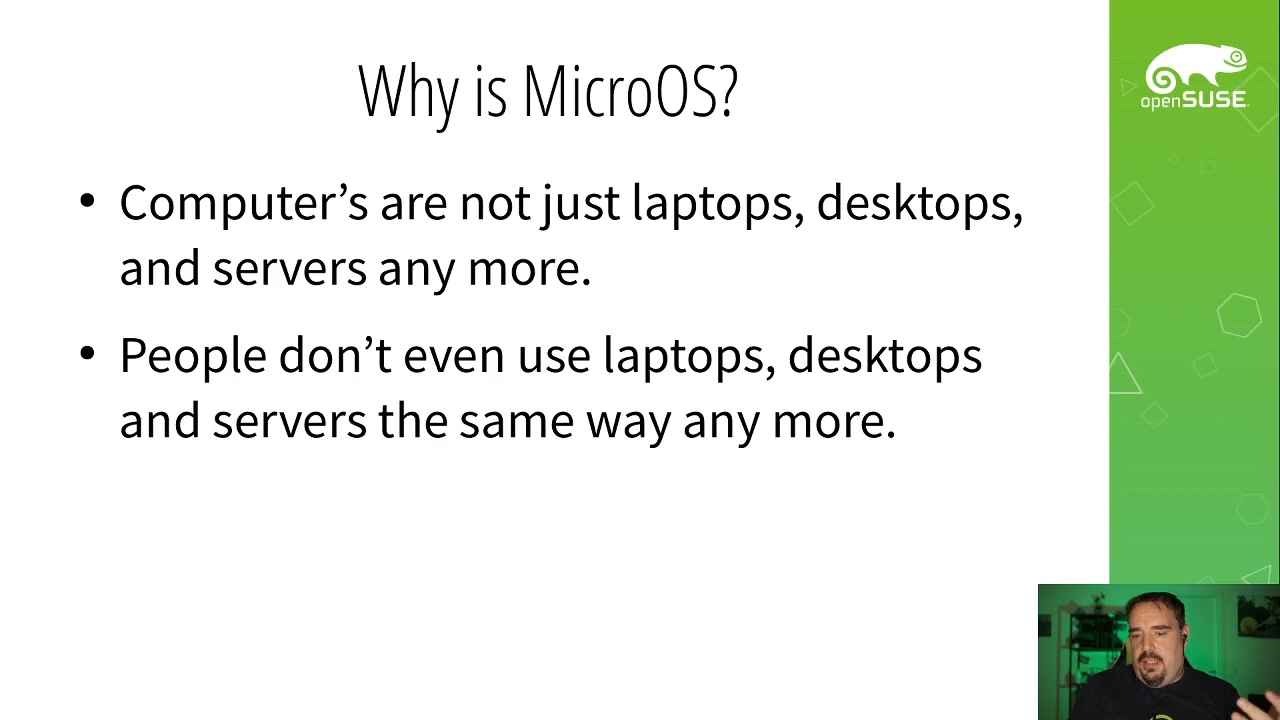 Why is MicroOS?
openSUSE
• Computer’s are not just laptops, desktops,
and servers any more.
• People don’t even use laptops, desktops
and servers the same way any more.